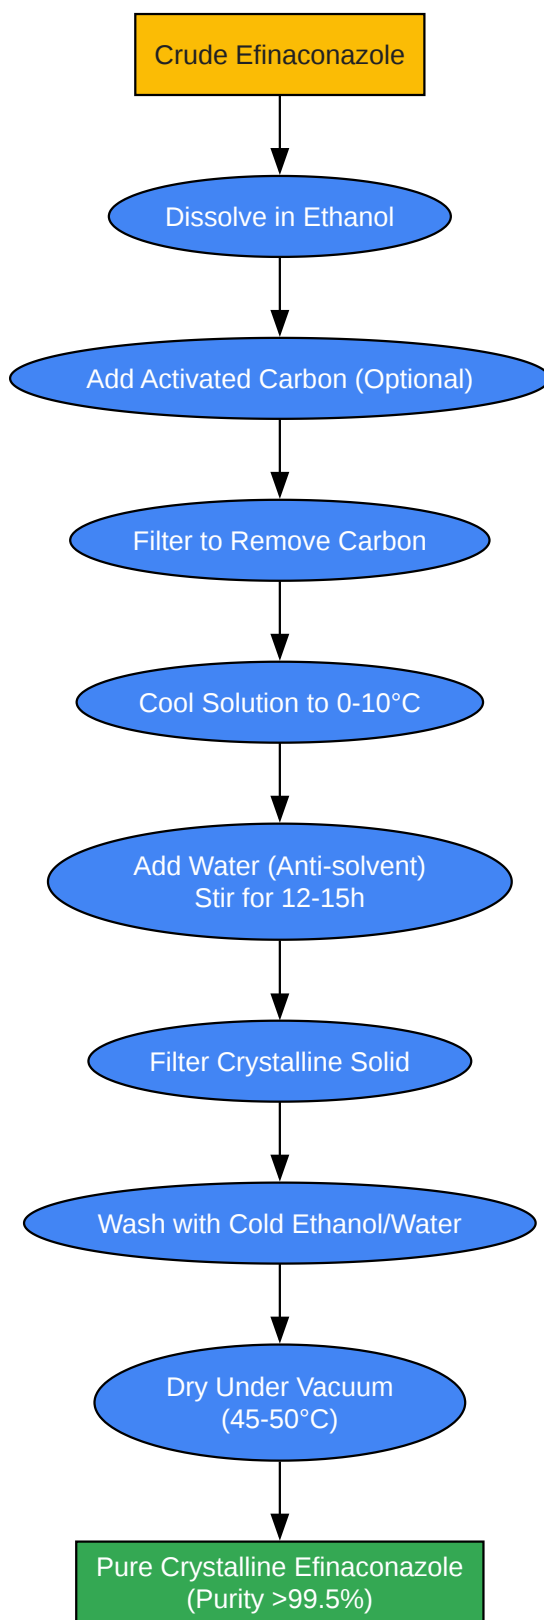 Crude Efinaconazole
Dissolve in Ethanol
Add Activated Carbon (Optional)
Filter to Remove Carbon
Cool Solution to 0-10°C
Add Water (Anti-solvent)
Stir for 12-15h
Filter Crystalline Solid
Wash with Cold Ethanol/Water
Dry Under Vacuum
(45-50°C)
Pure Crystalline Efinaconazole
(Purity >99.5%)